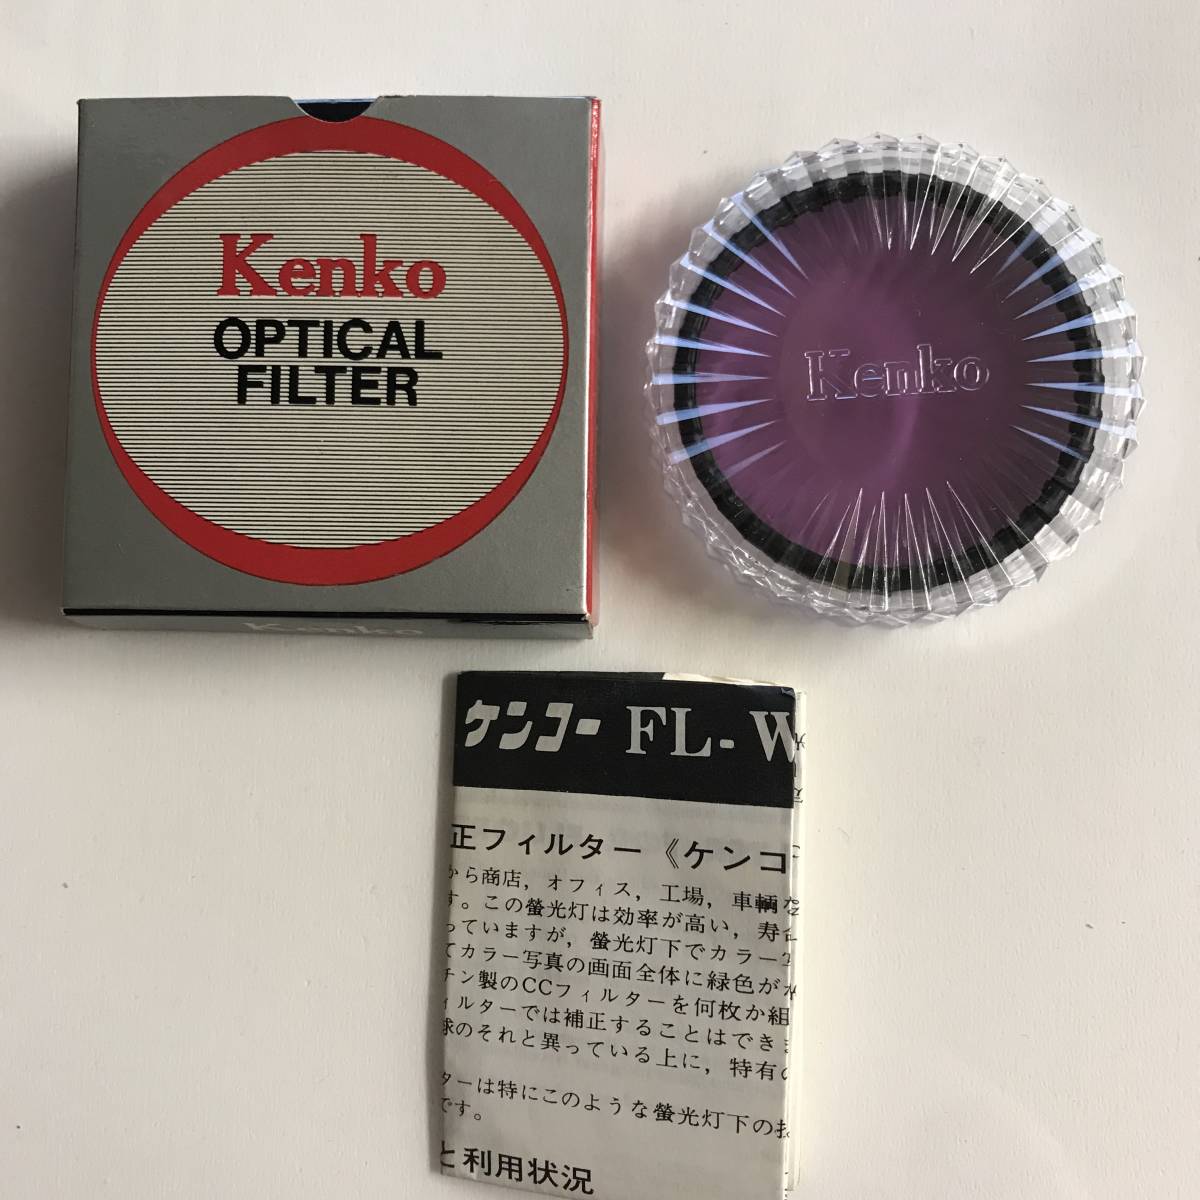 Kenko
OPTICAL
FILTER
Kenko
Kenko
ケンコー FL-W
正フィルター《ケンコー
から商店，オフィス，工場，車輌な
す。この螢光灯は効率が高い，寿
っていますが，螢光灯下でカラー写
てカラー写真の画面全体に緑色が
チン製のCCフィルターを何枚か組
ィルターでは補正することはできま
球のそれと異っている上に，特有の
ターは特にこのような螢光灯下の
です。
と利用状況